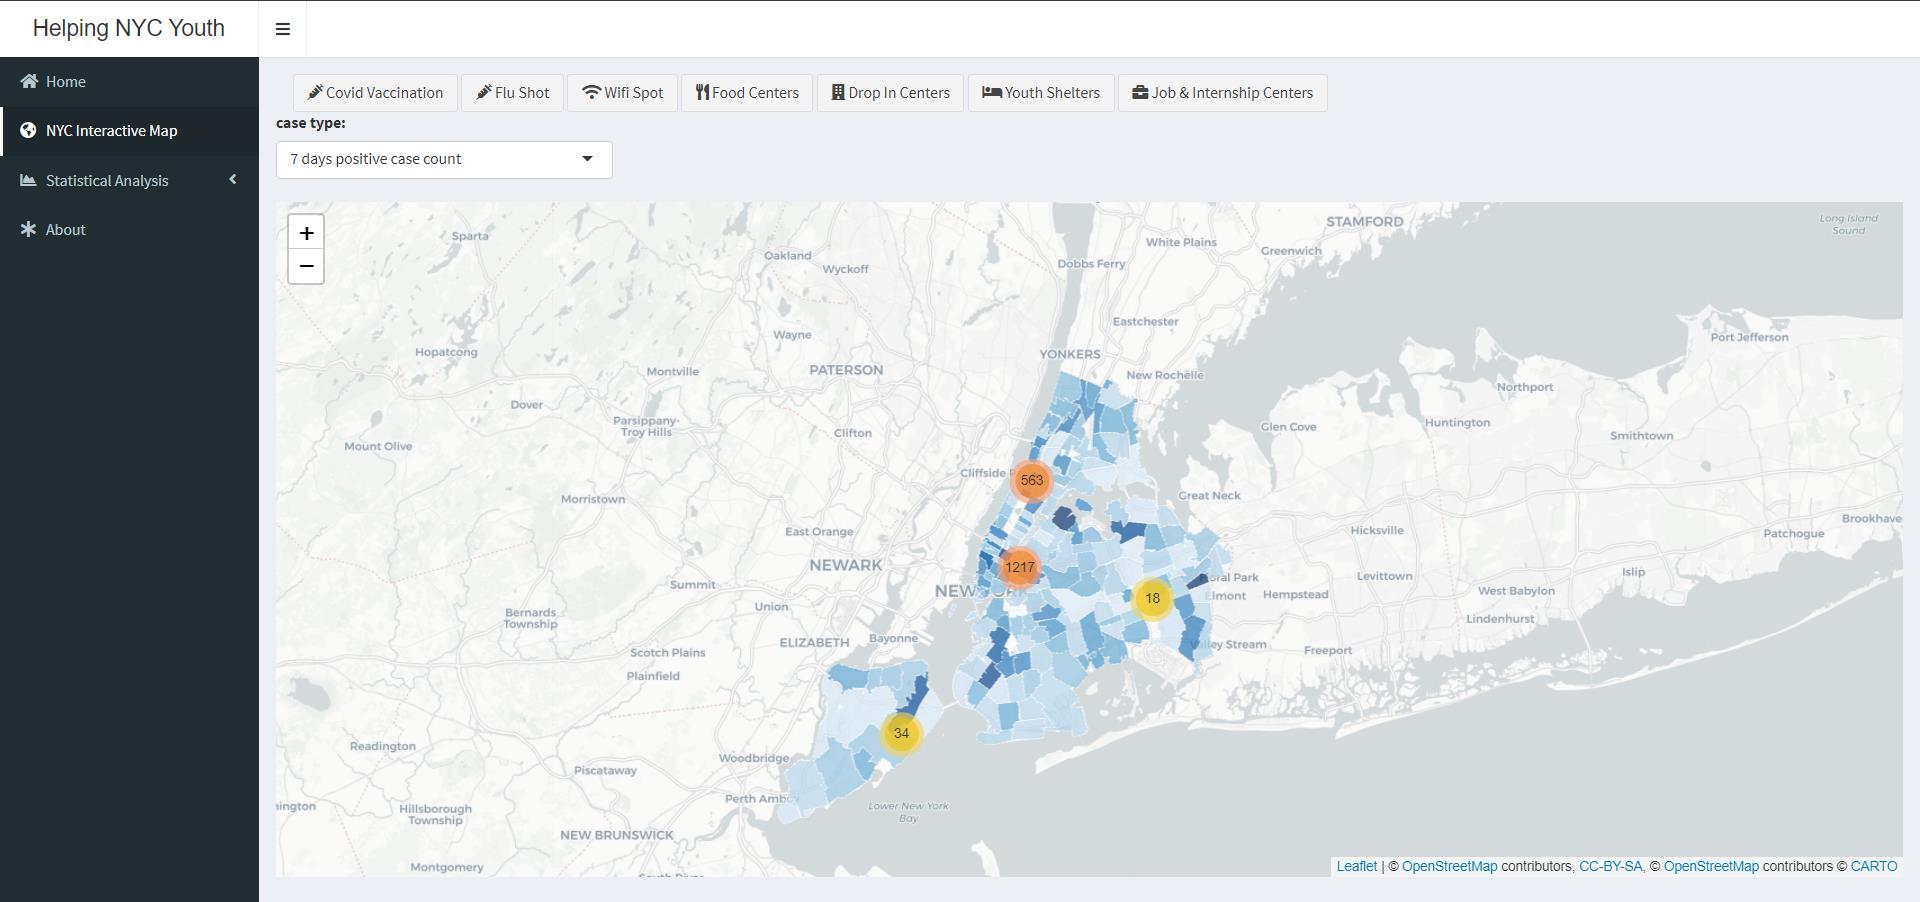 Helping NYC Youth
Home
NYC Interactive Map
Statistical Analysis
About
Covid Vaccination
Flu Shot
Wifi Spot
Food Centers
Drop In Centers
Youth Shelters
Job & Internship Centers
case type:
7 days positive case count
+
−
Sparta
Oakland
Wyckoff
Dobbs Ferry
White Plains
STAMFORD
Greenwich
Long Island
Sound
Hopatcong
Wayne
Eastchester
YONKERS
Port Jefferson
Montville
PATERSON
New Rochelle
Northport
Dover
Parsippany-
Troy Hills
Clifton
Glen Cove
Huntington
Smithtown
Mount Olive
Cliffside
563
Great Neck
Morristown
East Orange
Hicksville
Patchogue
Brookhave
NEWARK
1217
Summit
NEW YORK
18
oral Park
Elmont
Hempstead
Levittown
Islip
West Babylon
Bernards
Township
Union
Lindenhurst
ELIZABETH
Bayonne
Scotch Plains
Valley Stream
Freeport
Plainfield
34
Readington
Woodbridge
Piscataway
Perth Amb
Lower New York
Bay
ington
Hillsborough
Township
NEW BRUNSWICK
Montgomery
South River
Leaflet | © OpenStreetMap contributors, CC-BY-SA, © OpenStreetMap contributors © CARTO